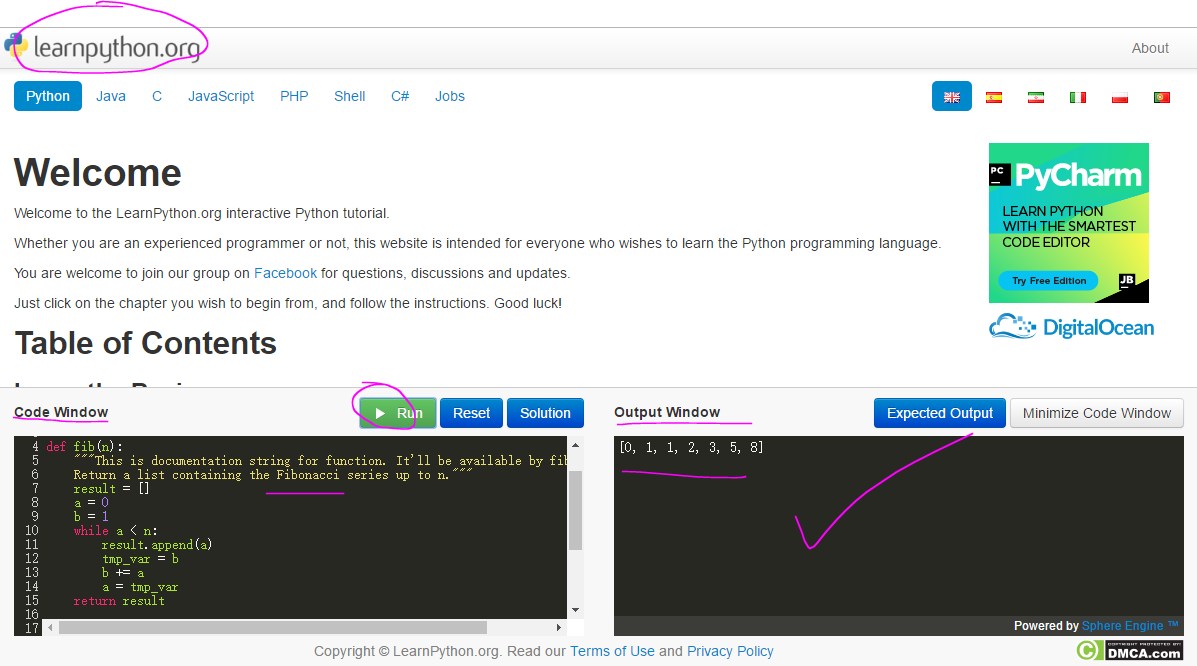 learnpython.org
About
Python Java C JavaScript PHP Shell C# Jobs
Welcome
Welcome to the LearnPython.org interactive Python tutorial.
Whether you are an experienced programmer or not, this website is intended for everyone who wishes to learn the Python programming language.
You are welcome to join our group on Facebook for questions, discussions and updates.
Just click on the chapter you wish to begin from, and follow the instructions. Good luck!
Table of Contents
PC PyCharm
LEARN PYTHON
WITH THE SMARTEST
CODE EDITOR
Try Free Edition JB
DigitalOcean
Code Window Run Reset Solution
4 def fib(n):
5 """This is documentation string for function. It'll be available by fib
6 Return a list containing the Fibonacci series up to n."""
7 result = []
8 a = 0
9 b = 1
10 while a < n:
11 result.append(a)
12 tmp_var = b
13 b += a
14 a = tmp_var
15 return result
16
17
Output Window Expected Output Minimize Code Window
[0, 1, 1, 2, 3, 5, 8]
Powered by Sphere Engine ™
Copyright © LearnPython.org. Read our Terms of Use and Privacy Policy
DMCA.com